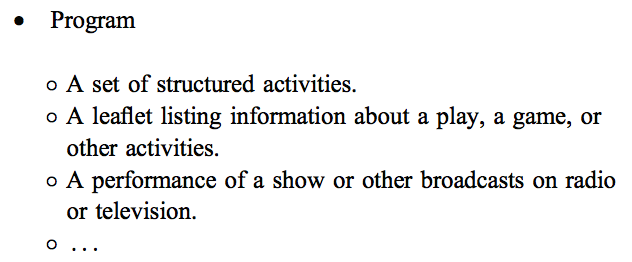 • Program
○ A set of structured activities.
○ A leaflet listing information about a play, a game, or
other activities.
○ A performance of a show or other broadcasts on radio
or television.
○ ...